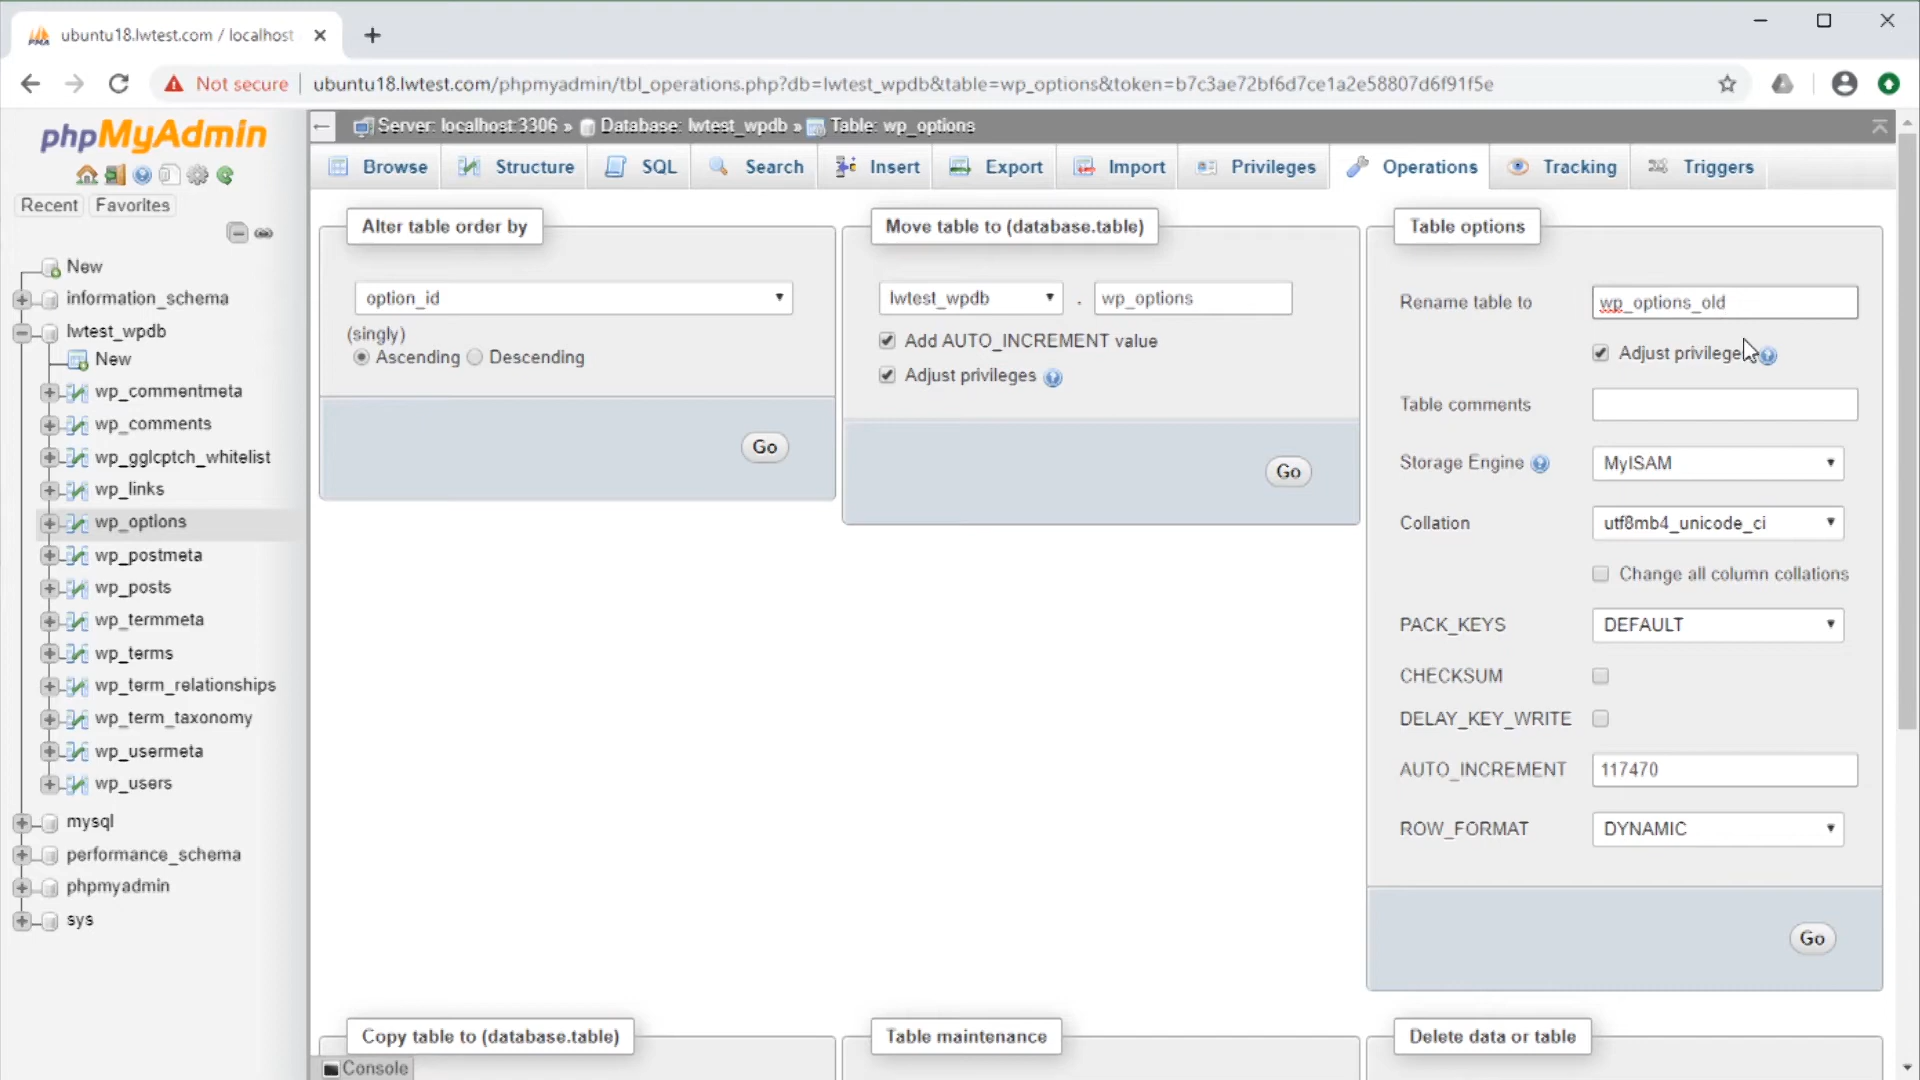 ubuntu18.lwtest.com / localhost
Not secure
ubuntu18.lwtest.com/phpmyadmin/tbl_operations.php?db=lwtest_wpdb&table=wp_options&token=b7c3ae72bf6d7ce1a2e58807d6f91f5e
phpMyAdmin
Recent Favorites
New
information_schema
lwtest_wpdb
New
wp_commentmeta
wp_comments
wp_gglcptch_whitelist
wp_links
wp_options
wp_postmeta
wp_posts
wp_termmeta
wp_terms
wp_term_relationships
wp_term_taxonomy
wp_usermeta
wp_users
mysql
performance_schema
phpmyadmin
sys
Server: localhost:3306 » Database: lwtest_wpdb » Table: wp_options
Browse Structure SQL Search Insert Export Import Privileges Operations Tracking Triggers
Alter table order by
option_id
(singly)
Ascending Descending
Go
Move table to (database.table)
lwtest_wpdb . wp_options
Add AUTO_INCREMENT value
Adjust privileges
Go
Table options
Rename table to wp_options_old
Adjust privileges
Table comments
Storage Engine MyISAM
Collation utf8mb4_unicode_ci
Change all column collations
PACK_KEYS DEFAULT
CHECKSUM
DELAY_KEY_WRITE
AUTO_INCREMENT 117470
ROW_FORMAT DYNAMIC
Go
Copy table to (database.table)
Table maintenance
Delete data or table
Console